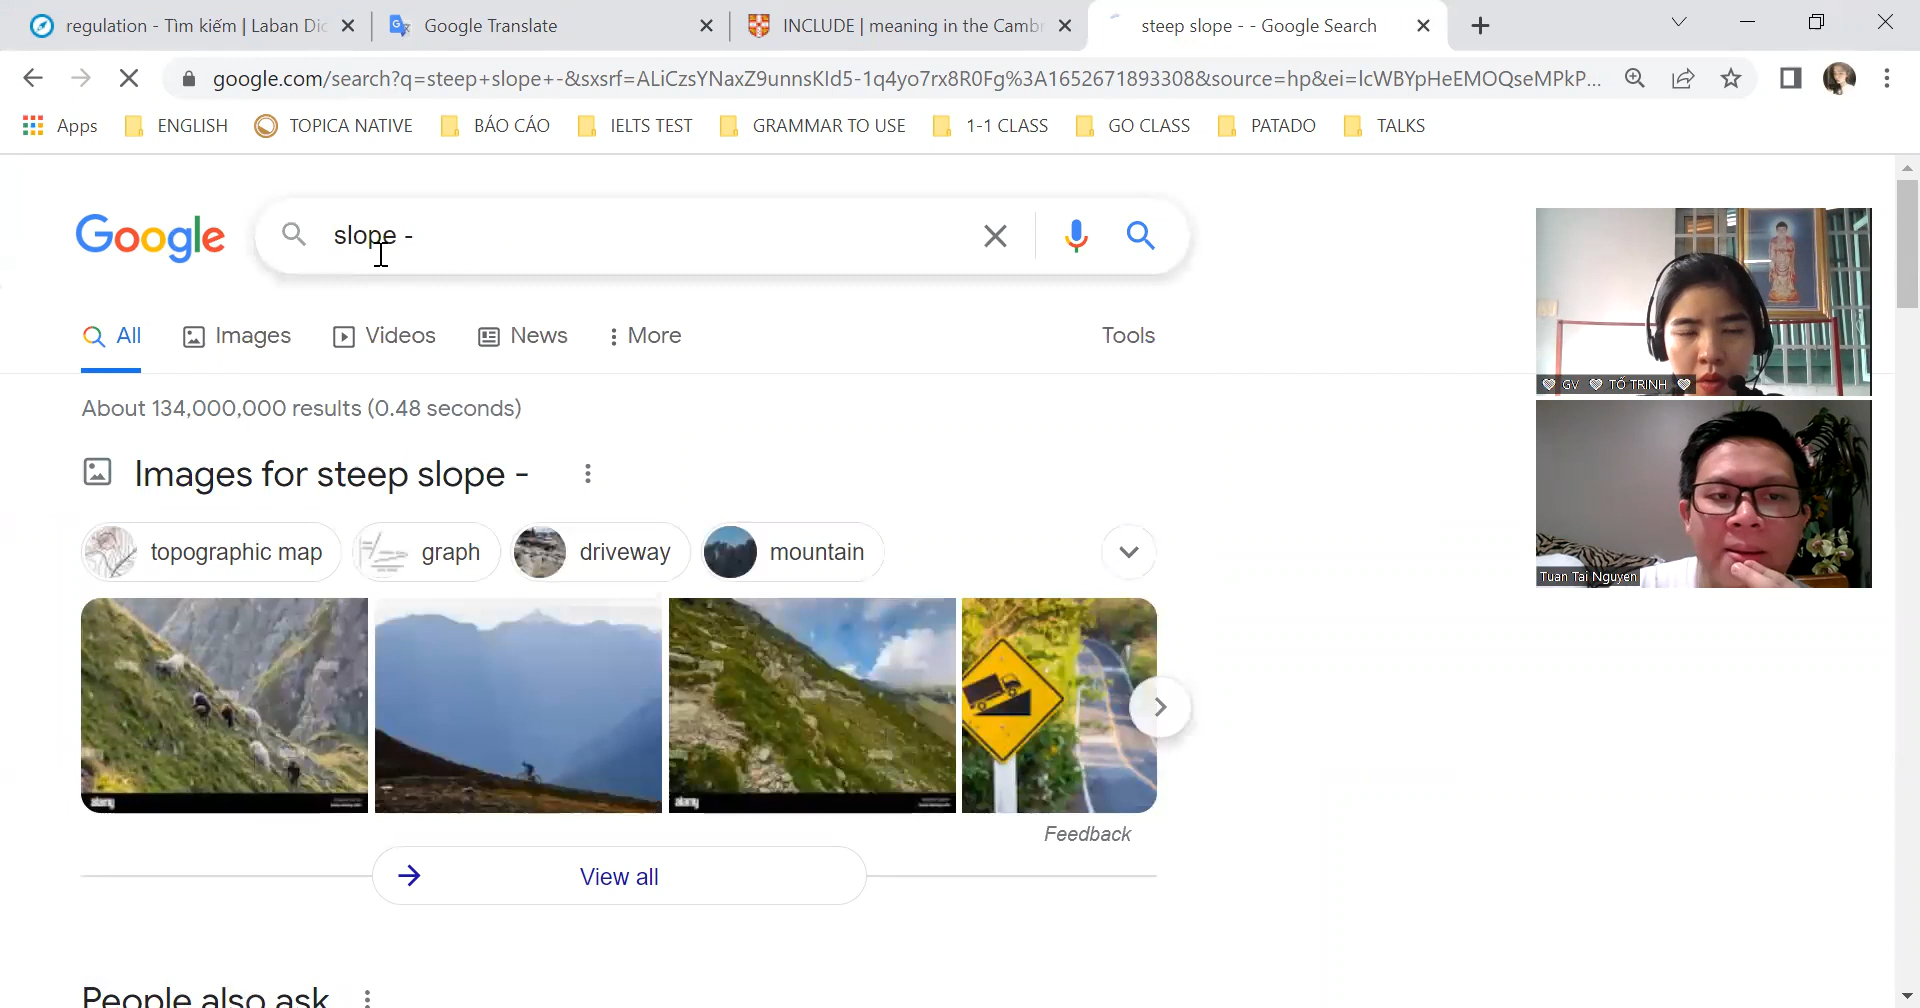 regulation - Tìm kiếm | Laban Dic
Google Translate
INCLUDE | meaning in the Cambr
steep slope - - Google Search
google.com/search?q=steep+slope+-&sxsrf=ALiCzsYNaxZ9unnsKId5-1q4yo7rx8R0Fg%3A1652671893308&source=hp&ei=lcWBYpHeEMOQseMPkP...
Apps
ENGLISH
TOPICA NATIVE
BÁO CÁO
IELTS TEST
GRAMMAR TO USE
1-1 CLASS
GO CLASS
PATADO
TALKS
Google
slope -
All
Images
Videos
News
More
Tools
About 134,000,000 results (0.48 seconds)
Images for steep slope -
topographic map
graph
driveway
mountain
alamy
alamy
Feedback
View all
People also ask
GV TỐ TRINH
Tuan Tai Nguyen